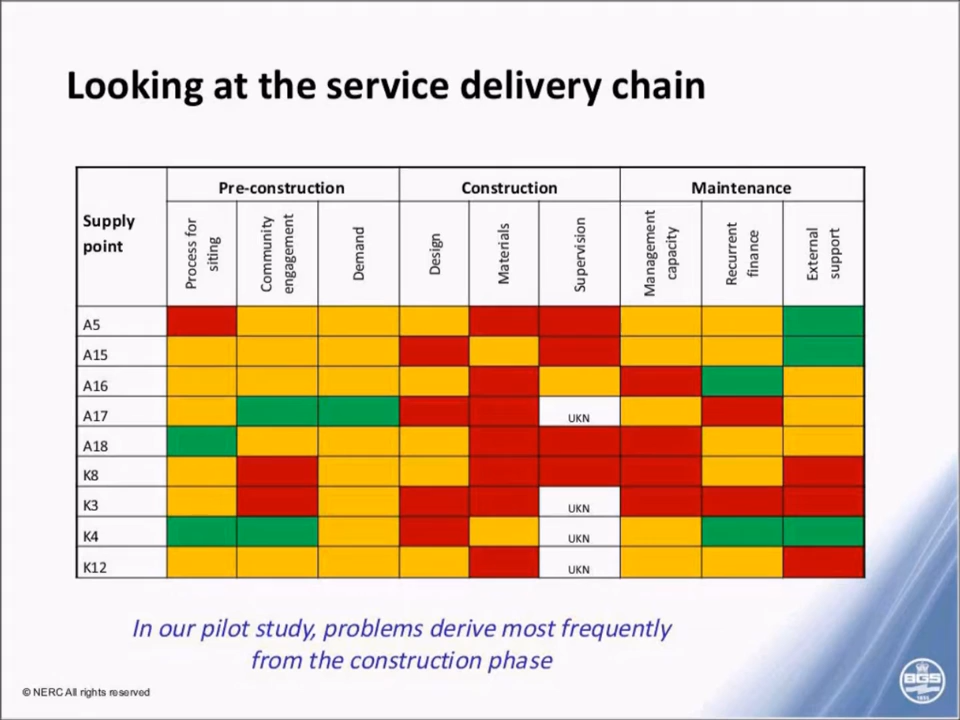 Looking at the service delivery chain
Supply
point
Pre-construction
Construction
Maintenance
Process for
siting
Community
engagement
Demand
Design
Materials
Supervision
Management
capacity
Recurrent
finance
External
support
A5
A15
A16
A17 UKN
A18
K8
K3 UKN
K4 UKN
K12 UKN
In our pilot study, problems derive most frequently
from the construction phase
© NERC All rights reserved
BGS